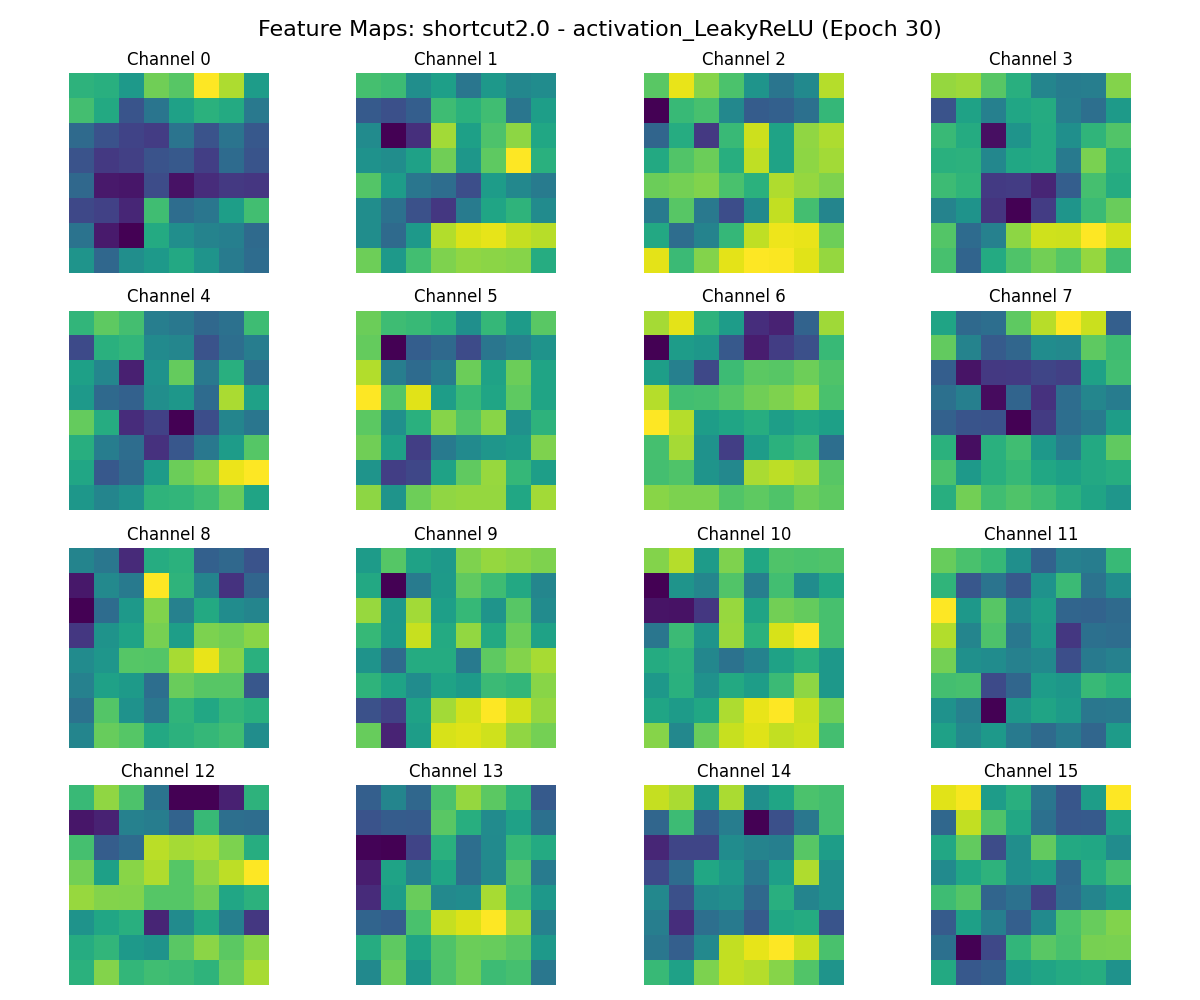 Feature Maps: shortcut2.0 - activation_LeakyReLU (Epoch 30)
Channel 0
Channel 1
Channel 2
Channel 3
Channel 4
Channel 5
Channel 6
Channel 7
Channel 8
Channel 9
Channel 10
Channel 11
Channel 12
Channel 13
Channel 14
Channel 15